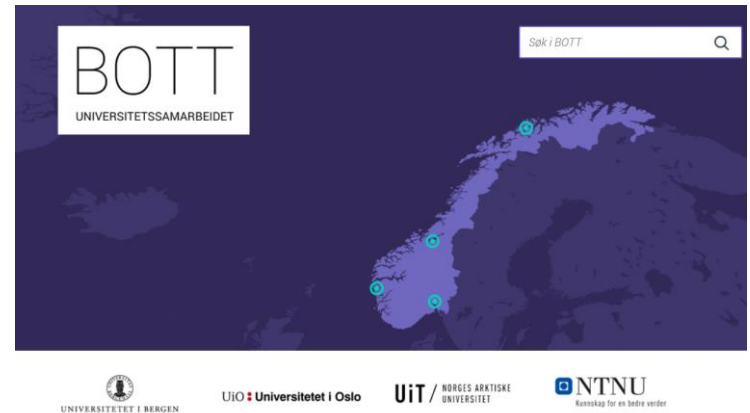 BOTT
UNIVERSITETSSAMARBEIDET
Søk i BOTT
UNIVERSITETET I BERGEN
UiO Universitetet i Oslo
UiT / NORGES ARKTISKE
UNIVERSITET
NTNU
Kunnskap for en bedre verden